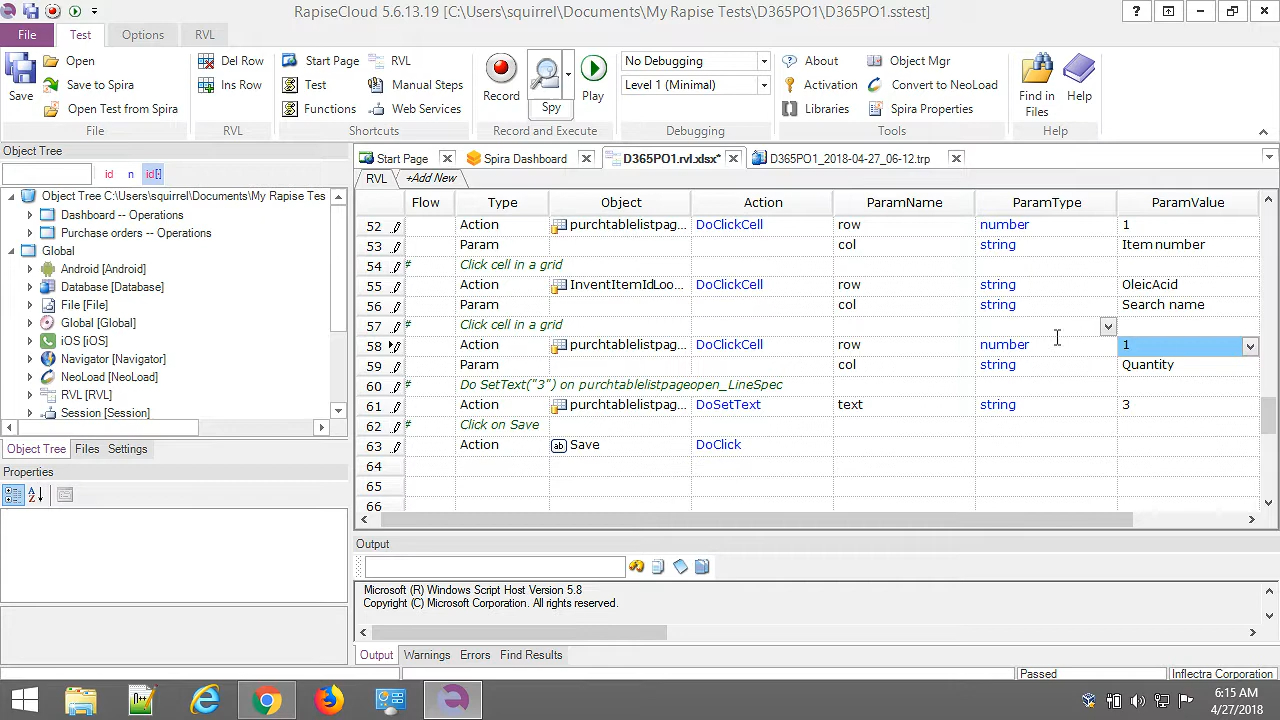 RapiseCloud 5.6.13.19 [C:\Users\squirrel\Documents\My Rapise Tests\D365PO1\D365PO1.sstest]
File Test Options RVL
Save
Open
Save to Spira
Open Test from Spira
File
Del Row
Ins Row
RVL
Start Page RVL
Test Manual Steps
Functions Web Services
Shortcuts
Record Spy Play
Record and Execute
No Debugging
Level 1 (Minimal)
Debugging
About Object Mgr
Activation Convert to NeoLoad
Libraries Spira Properties
Tools
Find in Files
Help
Help
Object Tree
id n id[·]
Object Tree C:\Users\squirrel\Documents\My Rapise Tes
Dashboard -- Operations
Purchase orders -- Operations
Global
Android [Android]
Database [Database]
File [File]
Global [Global]
iOS [iOS]
Navigator [Navigator]
NeoLoad [NeoLoad]
RVL [RVL]
Session [Session]
Object Tree Files Settings
Properties
Start Page Spira Dashboard D365PO1.rvl.xlsx* D365PO1_2018-04-27_06-12.trp
RVL +Add New
Flow Type Object Action ParamName ParamType ParamValue
52 Action purchtablelistpag... DoClickCell row number 1
53 Param col string Item number
54 # Click cell in a grid
55 Action InventItemIdLoo... DoClickCell row string OleicAcid
56 Param col string Search name
57 # Click cell in a grid
58 Action purchtablelistpag... DoClickCell row number 1
59 Param col string Quantity
60 # DoSetText("3") on purchtablelistpageopen_LineSpec
61 Action purchtablelistpag... DoSetText text string 3
62 # Click on Save
63 Action Save DoClick
64
65
66
Output
Microsoft (R) Windows Script Host Version 5.8
Copyright (C) Microsoft Corporation. All rights reserved.
Output Warnings Errors Find Results
Passed Inflectra Corporation
6:15 AM
4/27/2018